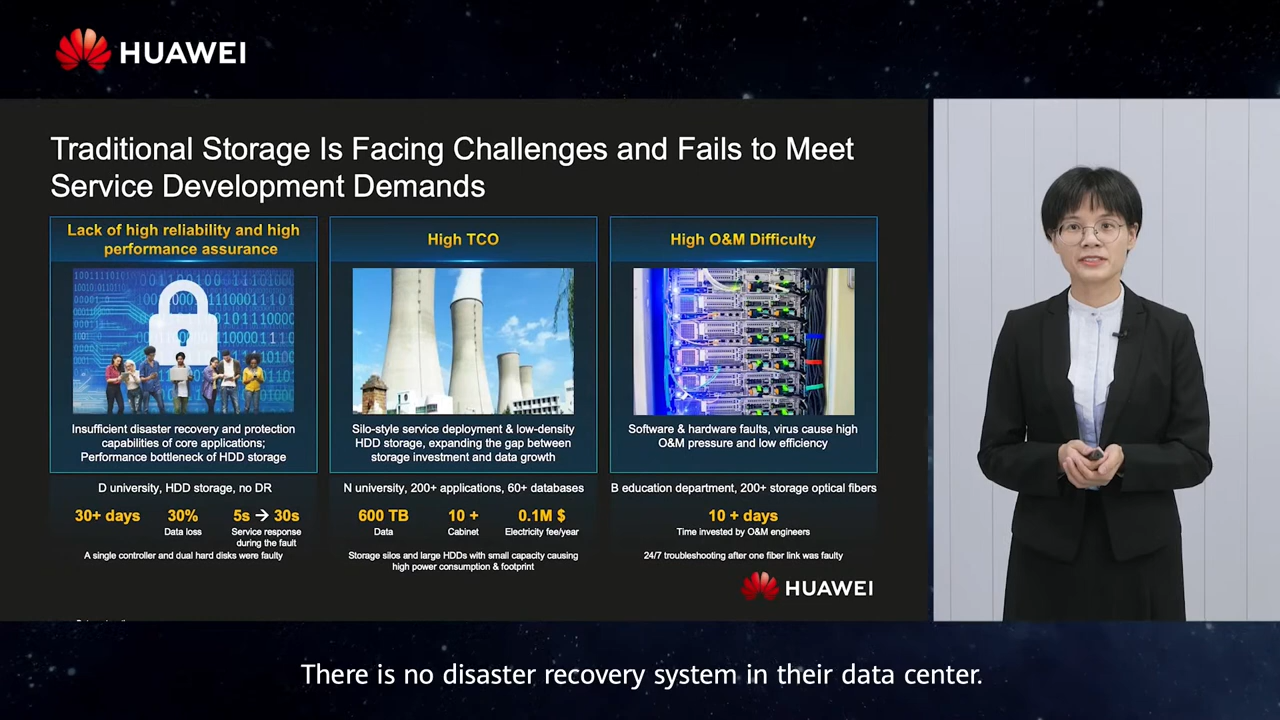 HUAWEI
Traditional Storage Is Facing Challenges and Fails to Meet
Service Development Demands
Lack of high reliability and high
performance assurance
Insufficient disaster recovery and protection
capabilities of core applications;
Performance bottleneck of HDD storage
D university, HDD storage, no DR
30+ days
30%
5s → 30s
Data loss
Service response
during the fault
A single controller and dual hard disks were faulty
High TCO
Silo-style service deployment & low-density
HDD storage, expanding the gap between
storage investment and data growth
N university, 200+ applications, 60+ databases
600 TB
10 +
0.1M $
Data
Cabinet
Electricity fee/year
Storage silos and large HDDs with small capacity causing
high power consumption & footprint
High O&M Difficulty
Software & hardware faults, virus cause high
O&M pressure and low efficiency
B education department, 200+ storage optical fibers
10 + days
Time invested by O&M engineers
24/7 troubleshooting after one fiber link was faulty
HUAWEI
There is no disaster recovery system in their data center.